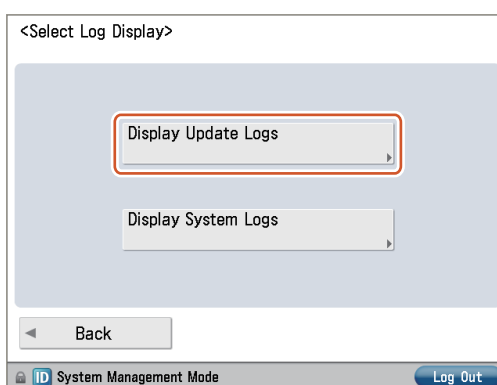 <Select Log Display>
Display Update Logs
Display System Logs
Back
ID System Management Mode
Log Out